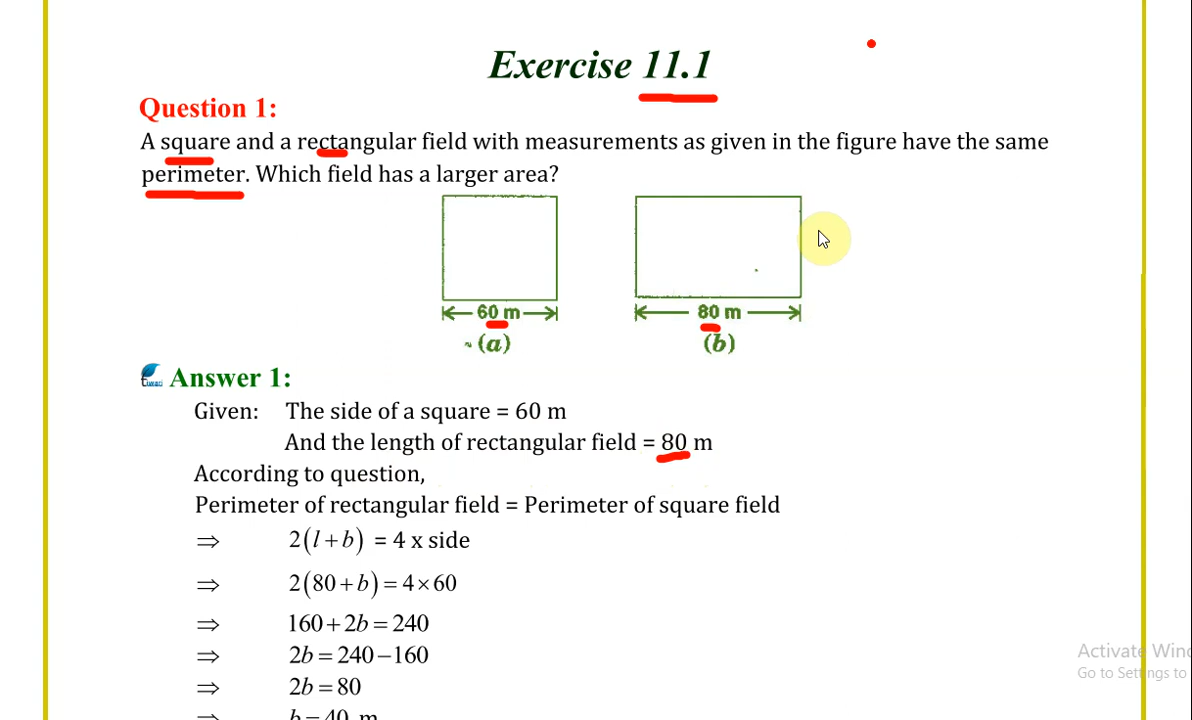 Exercise 11.1
Question 1:
A square and a rectangular field with measurements as given in the figure have the same
perimeter. Which field has a larger area?
60 m
80 m
(a)
(b)
Answer 1:
Given: The side of a square = 60 m
And the length of rectangular field = 80 m
According to question,
Perimeter of rectangular field = Perimeter of square field
⇒ 2(l+b) = 4 x side
⇒ 2(80+b)=4×60
⇒ 160+2b=240
⇒ 2b=240−160
⇒ 2b=80
⇒ b=40 m
Activate Win
Go to Settings to